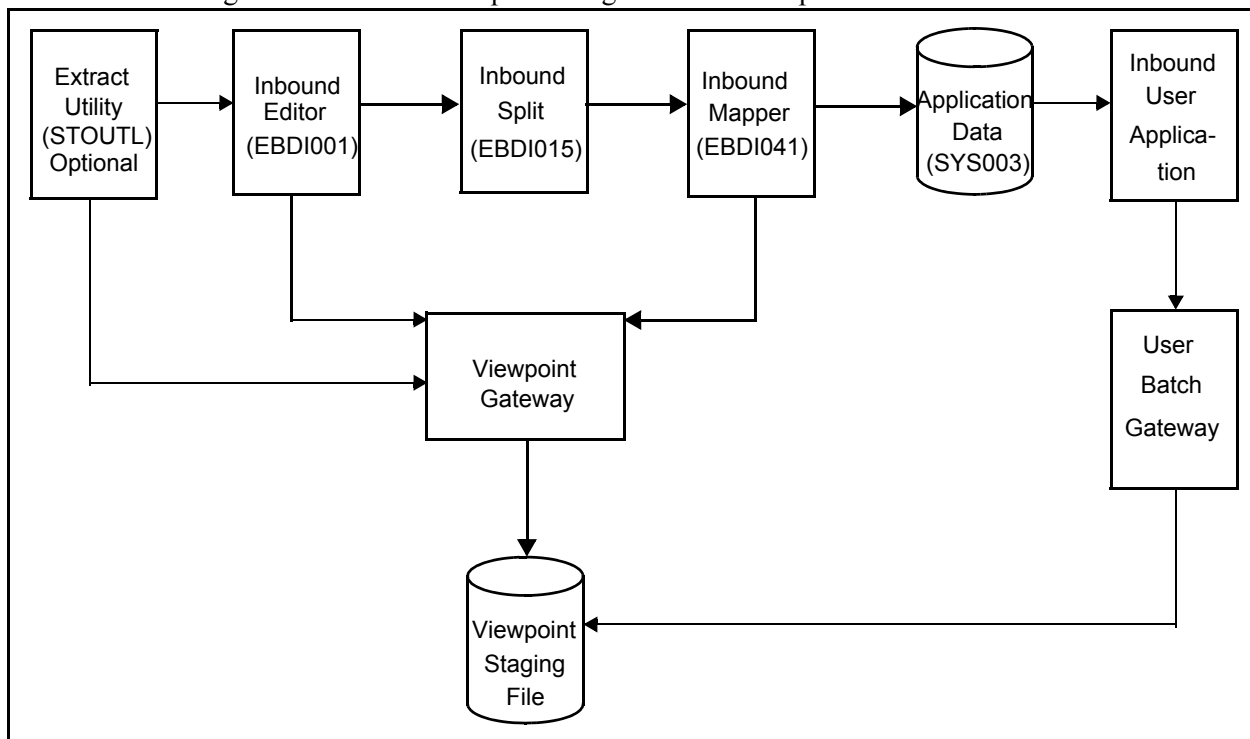 Extract
Utility
(STOUTL)
Optional
Inbound
Editor
(EBDI001)
Inbound
Split
(EBDI015)
Inbound
Mapper
(EBDI041)
Application
Data
(SYS003)
Inbound
User
Applica-
tion
Viewpoint
Gateway
User
Batch
Gateway
Viewpoint
Staging
File